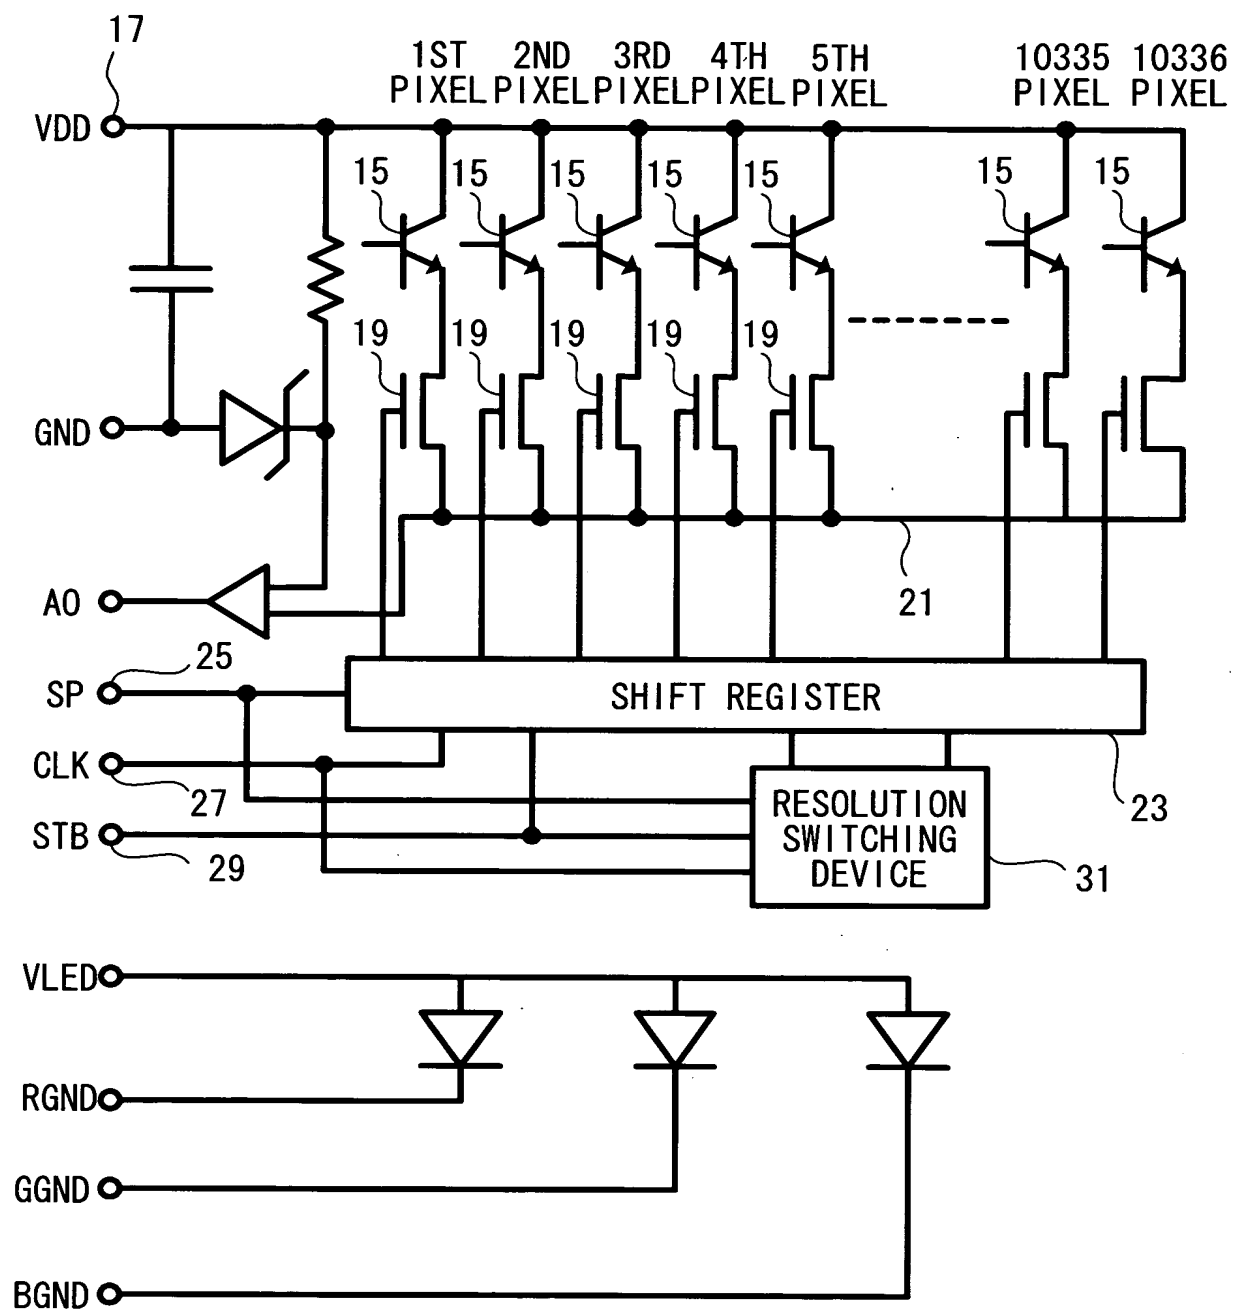 17
1ST PIXEL
2ND PIXEL
3RD PIXEL
4TH PIXEL
5TH PIXEL
10335 PIXEL
10336 PIXEL
VDD
15
15
15
15
15
15
15
19
19
19
19
19
GND
AO
21
25
SP
SHIFT REGISTER
CLK
27
23
RESOLUTION
SWITCHING
DEVICE
STB
29
31
VLED
RGND
GGND
BGND